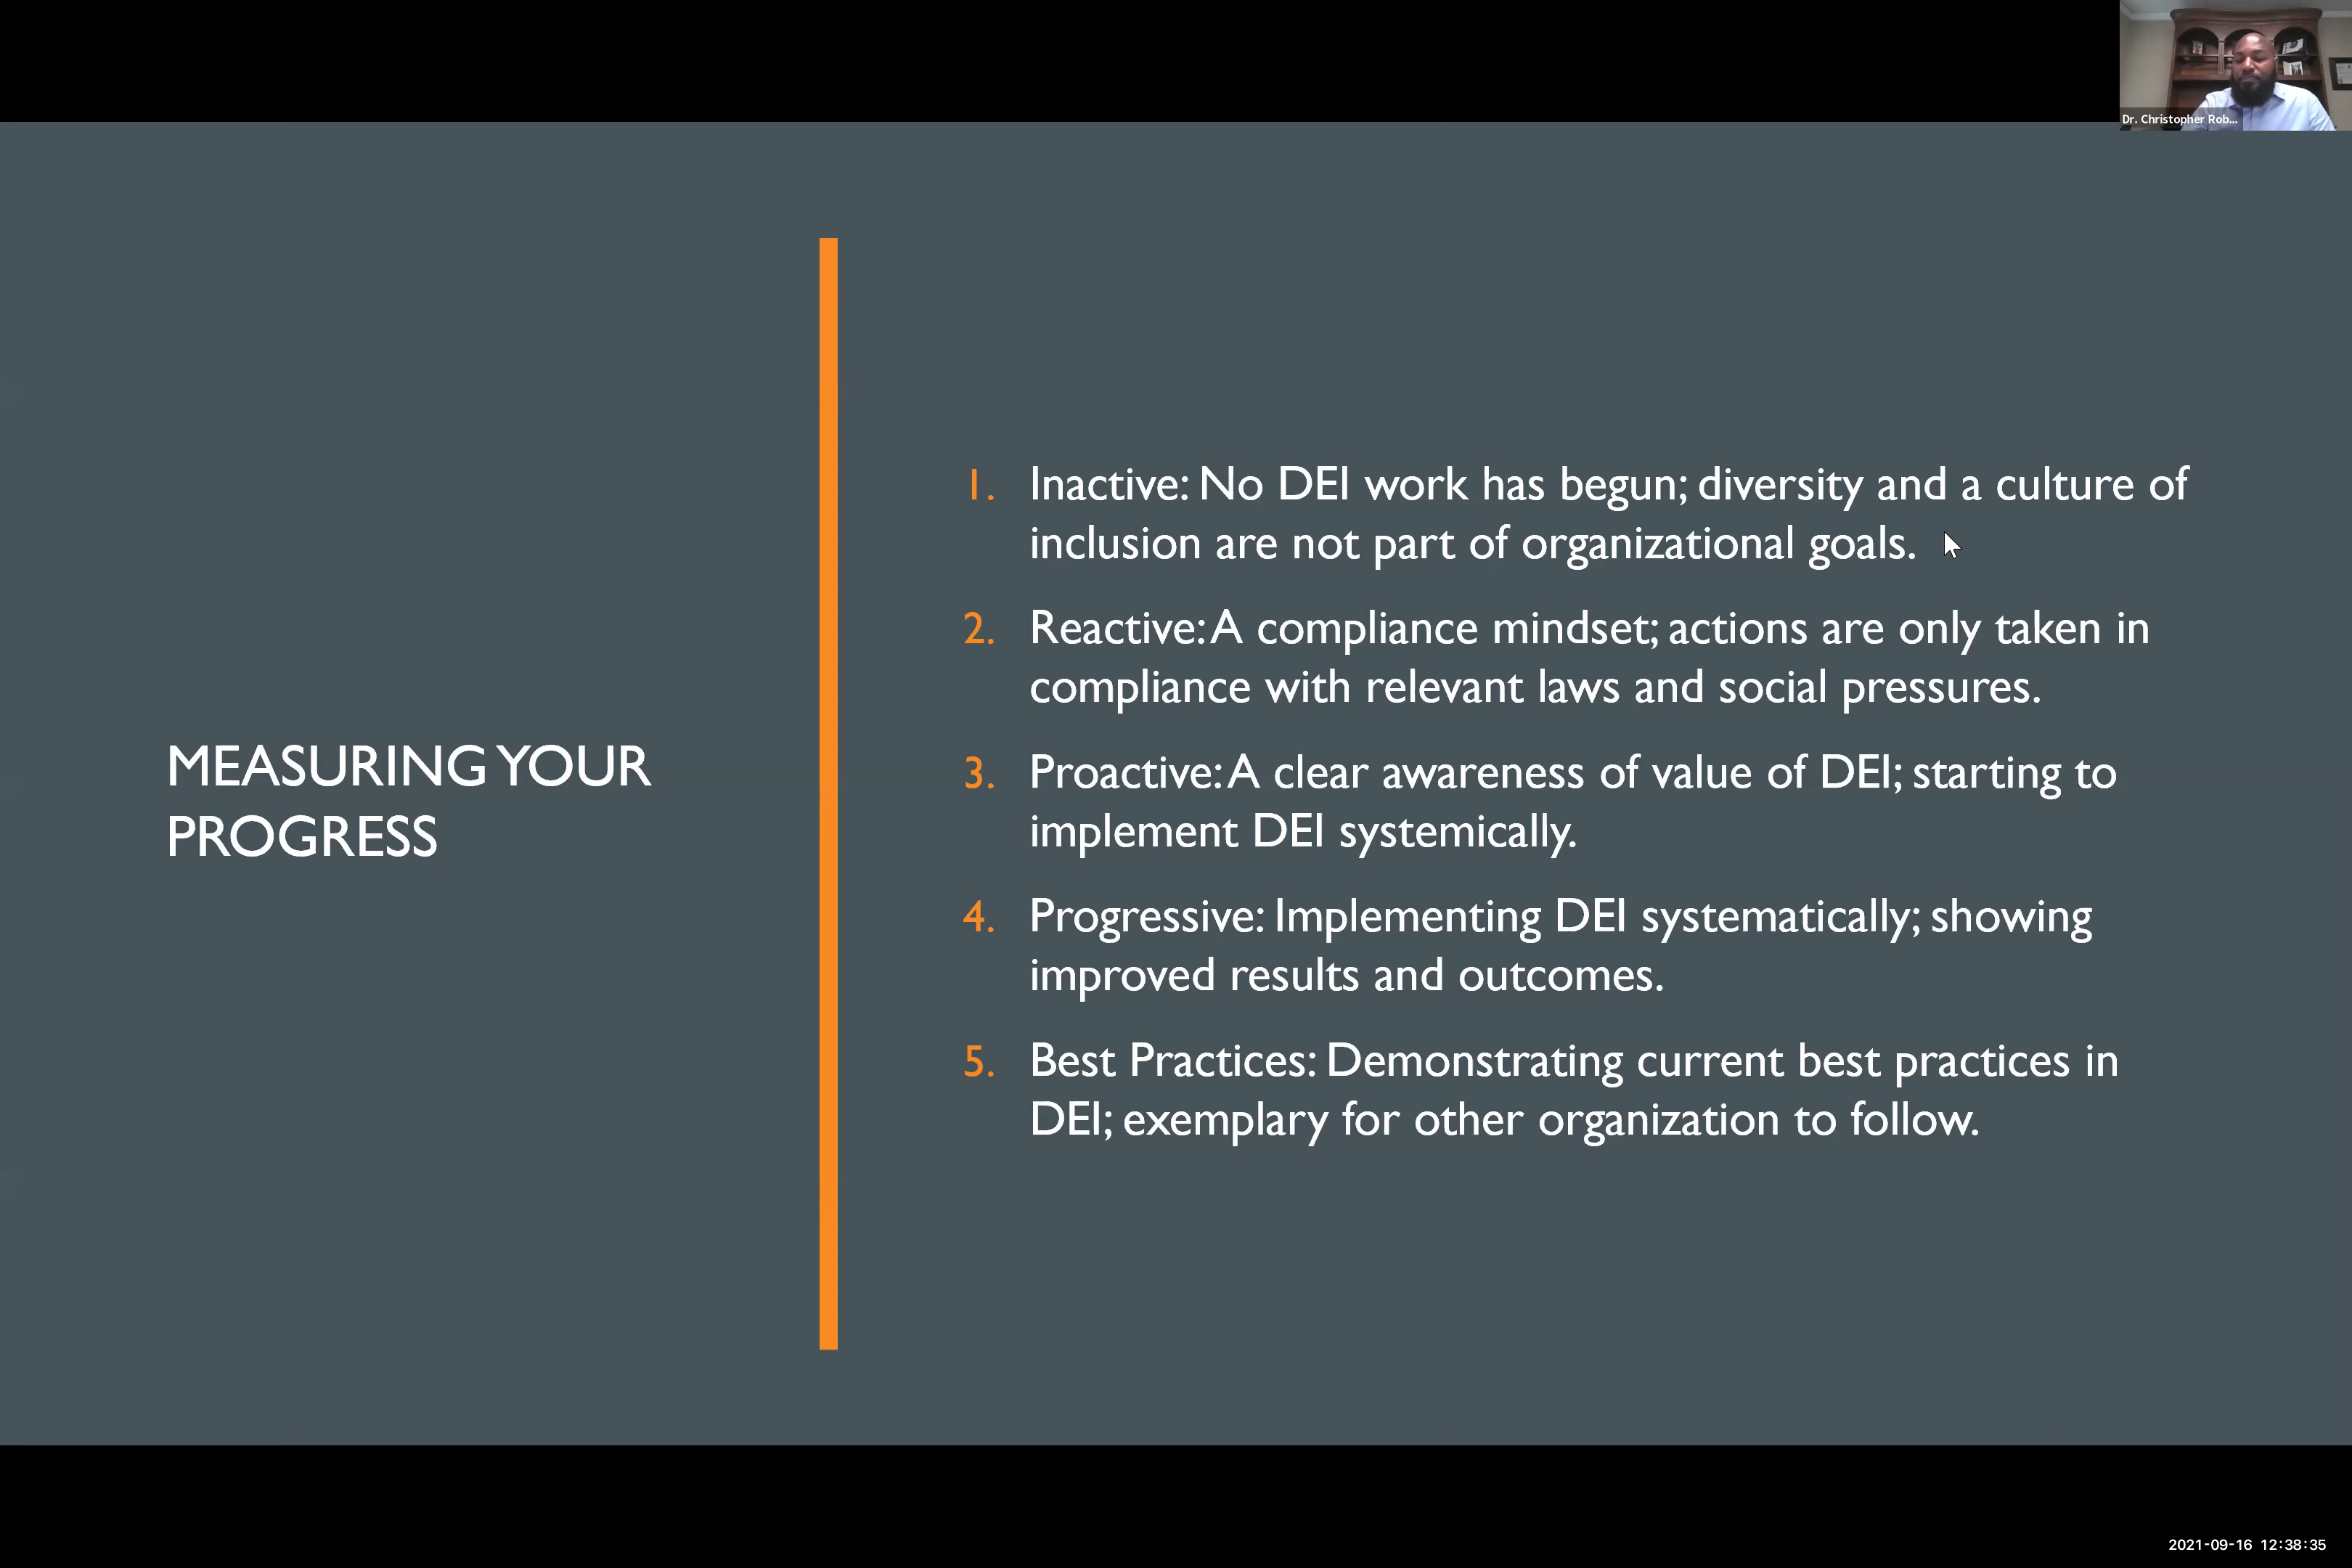 Dr. Christopher Rob...
MEASURING YOUR
PROGRESS
1. Inactive: No DEI work has begun; diversity and a culture of
inclusion are not part of organizational goals.
2. Reactive: A compliance mindset; actions are only taken in
compliance with relevant laws and social pressures.
3. Proactive: A clear awareness of value of DEI; starting to
implement DEI systemically.
4. Progressive: Implementing DEI systematically; showing
improved results and outcomes.
5. Best Practices: Demonstrating current best practices in
DEI; exemplary for other organization to follow.
2021-09-16 12:38:35